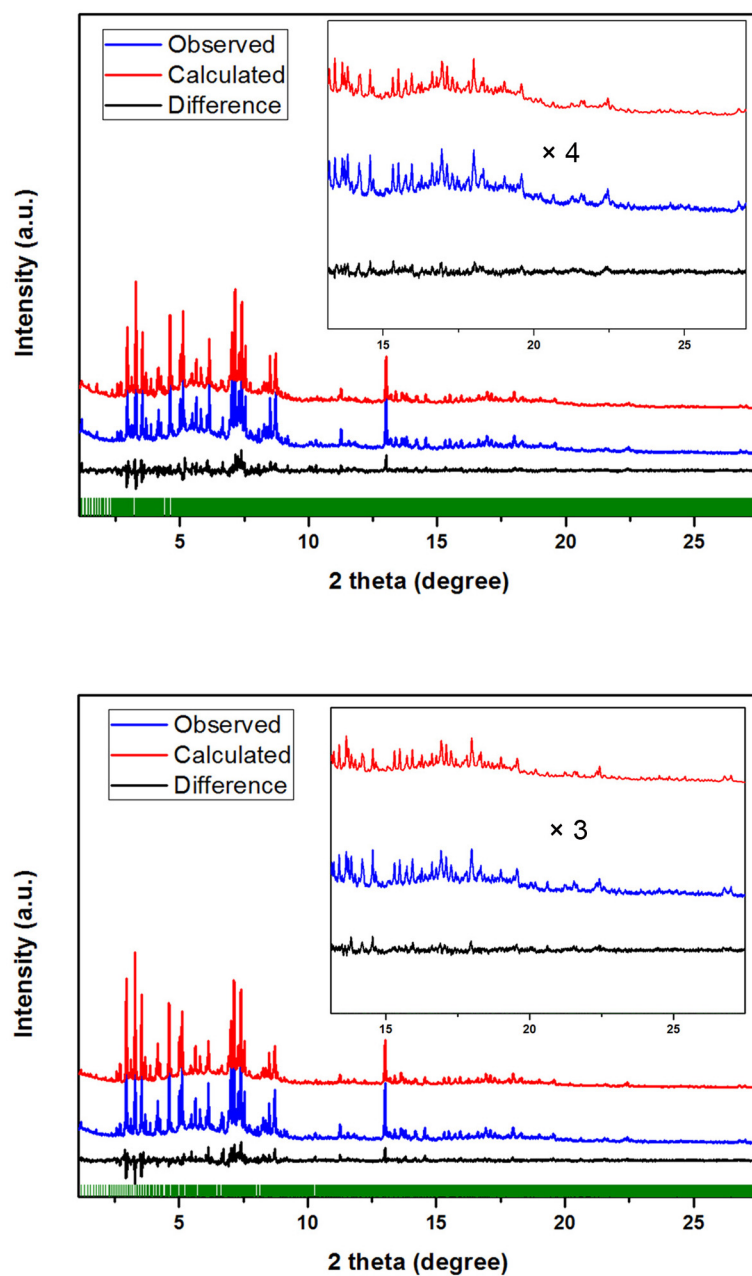 Observed
Calculated
Difference
× 4
15
20
25
Intensity (a.u.)
5
10
15
20
25
2 theta (degree)
Observed
Calculated
Difference
× 3
15
20
25
Intensity (a.u.)
5
10
15
20
25
2 theta (degree)